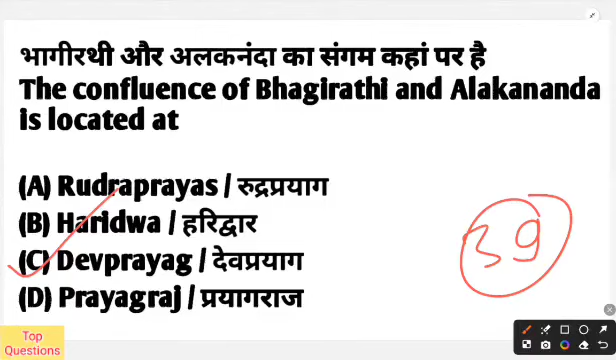 भागीरथी और अलकनंदा का संगम कहां पर है
The confluence of Bhagirathi and Alakananda
is located at
(A) Rudraprayas / रुद्रप्रयाग
(B) Haridwa / हरिद्वार
(C) Devprayag / देवप्रयाग
(D) Prayagraj / प्रयागराज
39
Top
Questions